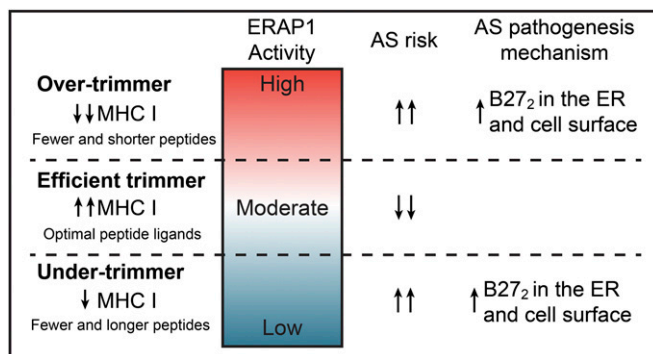 ERAP1
Activity
AS risk
AS pathogenesis
mechanism
Over-trimmer
↓↓MHC I
Fewer and shorter peptides
High
↑↑
↑ B27₂ in the ER
and cell surface
Efficient trimmer
↑↑MHC I
Optimal peptide ligands
Moderate
↓↓
Under-trimmer
↓ MHC I
Fewer and longer peptides
Low
↑↑
↑ B27₂ in the ER
and cell surface